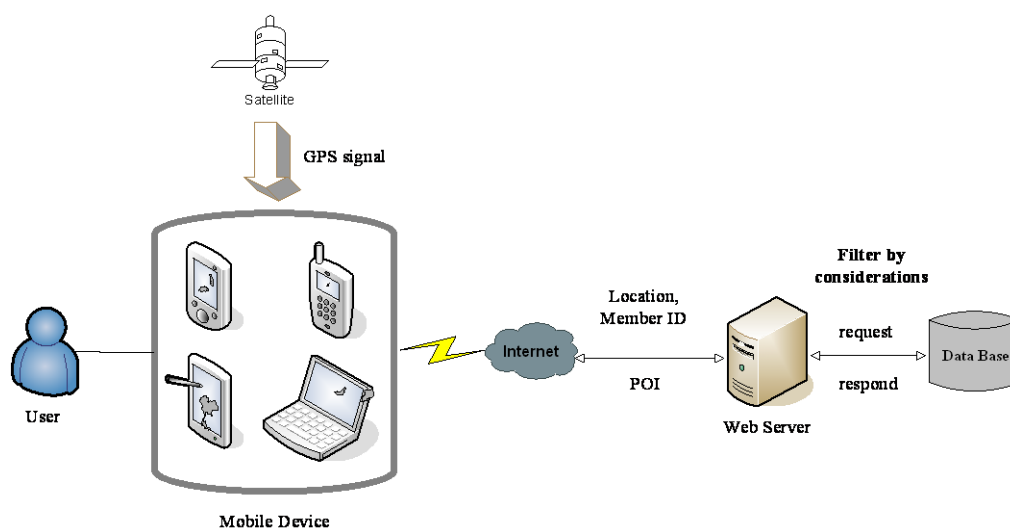 Satellite
GPS signal
User
Mobile Device
Internet
Location,
Member ID
POI
Web Server
Filter by
considerations
request
respond
Data Base